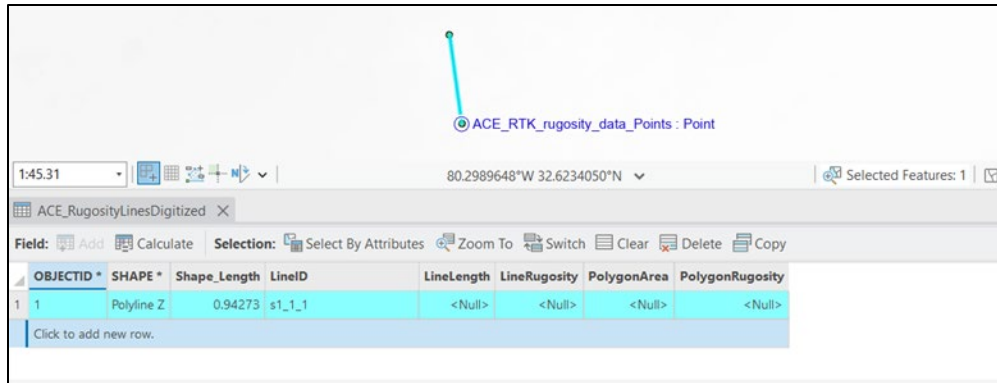 ACE_RTK_rugosity_data_Points : Point
1:45.31 80.2989648°W 32.6234050°N Selected Features: 1
ACE_RugosityLinesDigitized
Field: Add Calculate Selection: Select By Attributes Zoom To Switch Clear Delete Copy
OBJECTID * SHAPE * Shape_Length LineID LineLength LineRugosity PolygonArea PolygonRugosity
1 1 Polyline Z 0.94273 s1_1_1 <Null> <Null> <Null> <Null>
Click to add new row.